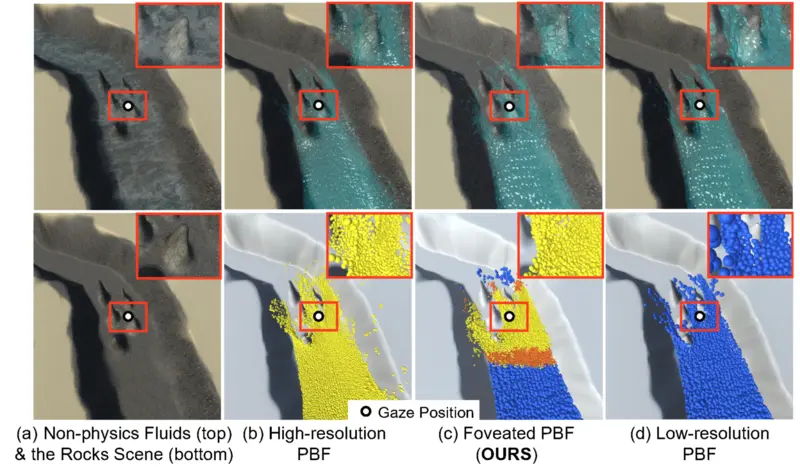 Gaze Position
(a) Non-physics Fluids (top)
& the Rocks Scene (bottom)
(b) High-resolution
PBF
(c) Foveated PBF
(OURS)
(d) Low-resolution
PBF